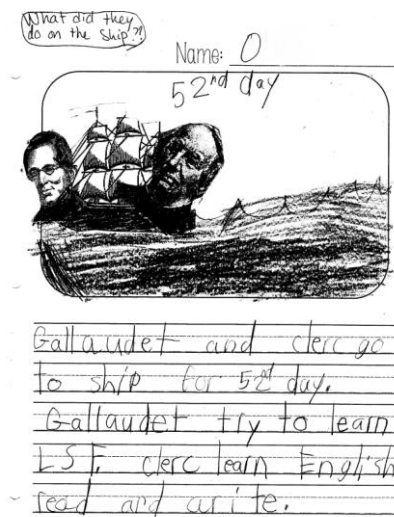 What did they
do on the ship?!
Name: O
52nd day
Gallaudet and clerc go
to ship for 52nd day.
Gallaudet try to learn
LSF. clerc learn English
read and write.